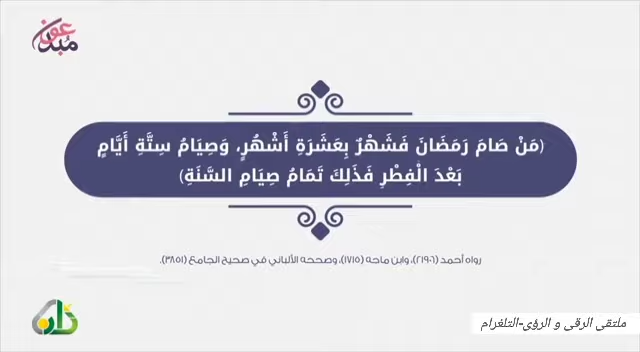 مبدعون
(مَنْ صَامَ رَمَضَانَ فَشَهْرٌ بِعَشَرَةِ أَشْهُرٍ، وَصِيَامُ سِتَّةِ أَيَّامٍ
بَعْدَ الْفِطْرِ فَذَلِكَ تَمَامُ صِيَامِ السَّنَةِ)
رواه أحمد (٢١٩٠٦)، وابن ماجه (١٧١٥)، وصححه الألباني في صحيح الجامع (٣٨٥١).
ملتقى الرقى و الرؤى-التلغرام